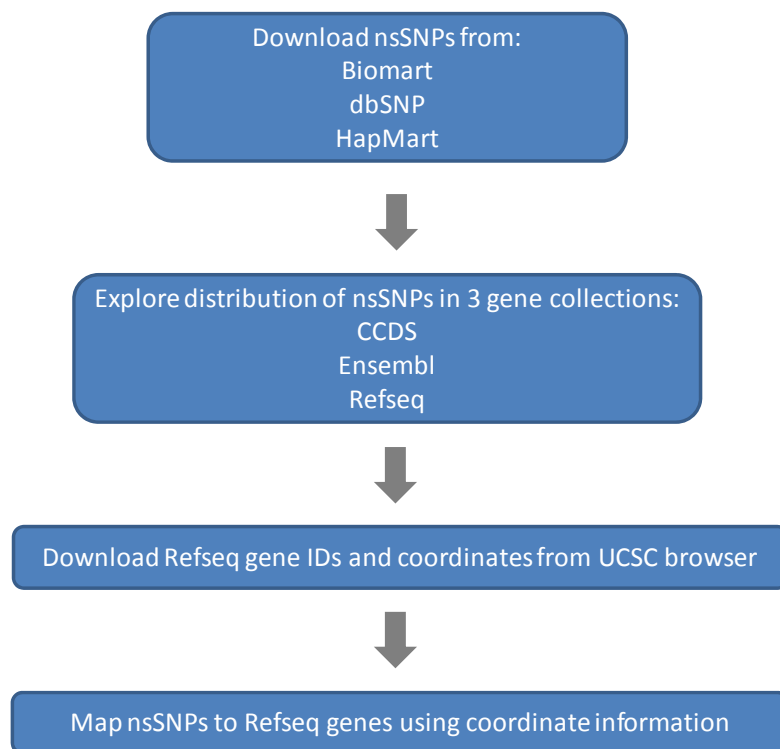 Download nsSNPs from:
Biomart
dbSNP
HapMart
Explore distribution of nsSNPs in 3 gene collections:
CCDS
Ensembl
Refseq
Download Refseq gene IDs and coordinates from UCSC browser
Map nsSNPs to Refseq genes using coordinate information